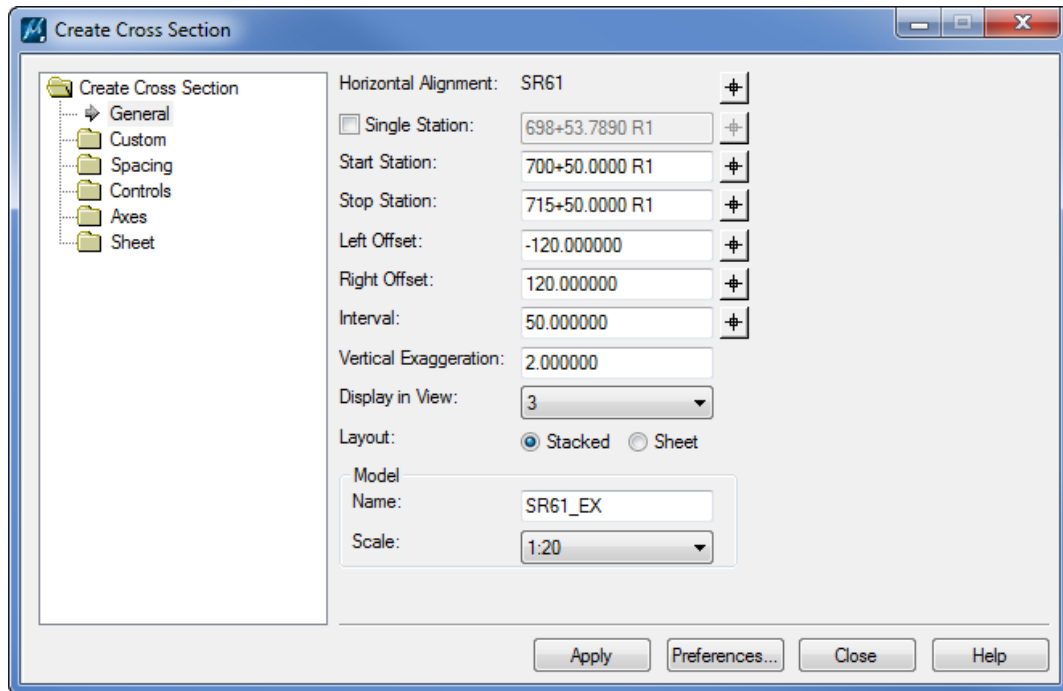 Create Cross Section
Create Cross Section
General
Custom
Spacing
Controls
Axes
Sheet
Horizontal Alignment: SR61
Single Station: 698+53.7890 R1
Start Station: 700+50.0000 R1
Stop Station: 715+50.0000 R1
Left Offset: -120.000000
Right Offset: 120.000000
Interval: 50.000000
Vertical Exaggeration: 2.000000
Display in View: 3
Layout: Stacked Sheet
Model
Name: SR61_EX
Scale: 1:20
Apply Preferences... Close Help